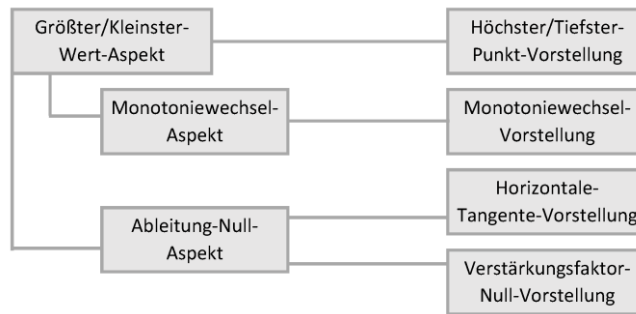 Größter/Kleinster-
Wert-Aspekt
Höchster/Tiefster-
Punkt-Vorstellung
Monotoniewechsel-
Aspekt
Monotoniewechsel-
Vorstellung
Ableitung-Null-
Aspekt
Horizontale-
Tangente-Vorstellung
Verstärkungsfaktor-
Null-Vorstellung